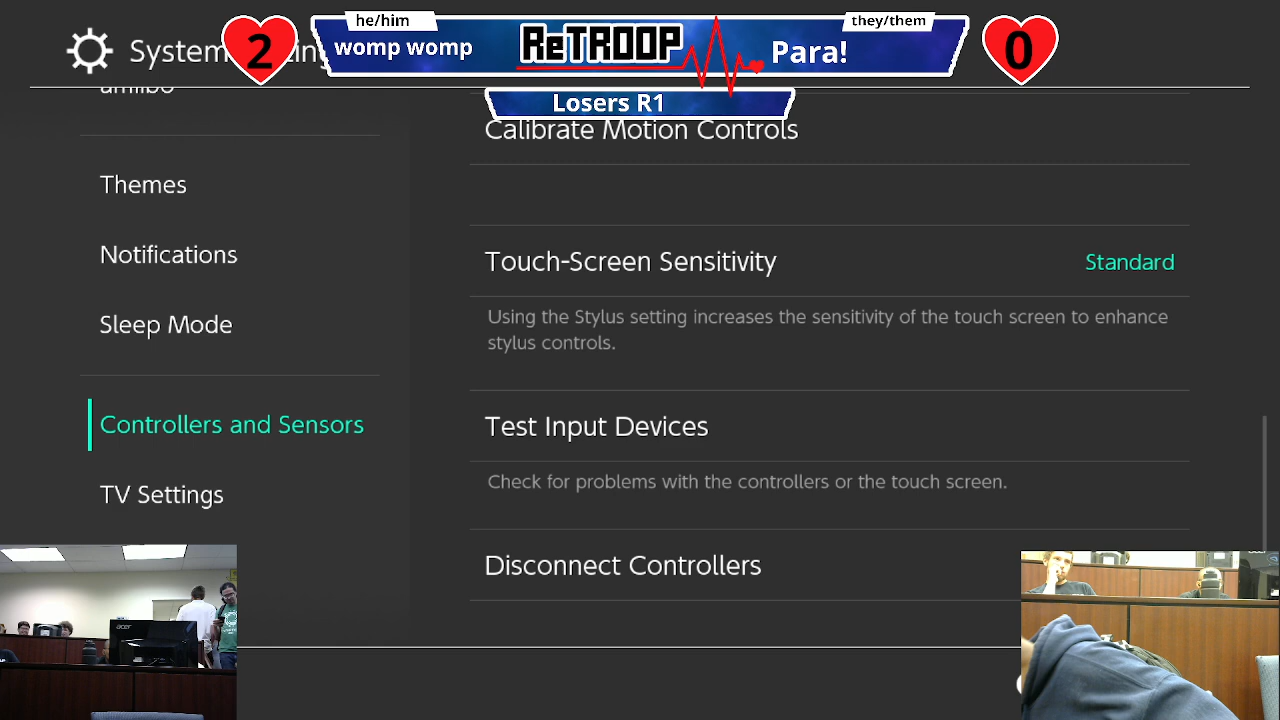 he/him
they/them
2
womp womp
ReTROOP
Para!
0
System
Losers R1
amiibo
Calibrate Motion Controls
Themes
Notifications
Touch-Screen Sensitivity
Standard
Using the Stylus setting increases the sensitivity of the touch screen to enhance
stylus controls.
Sleep Mode
Controllers and Sensors
Test Input Devices
Check for problems with the controllers or the touch screen.
TV Settings
Disconnect Controllers
acer